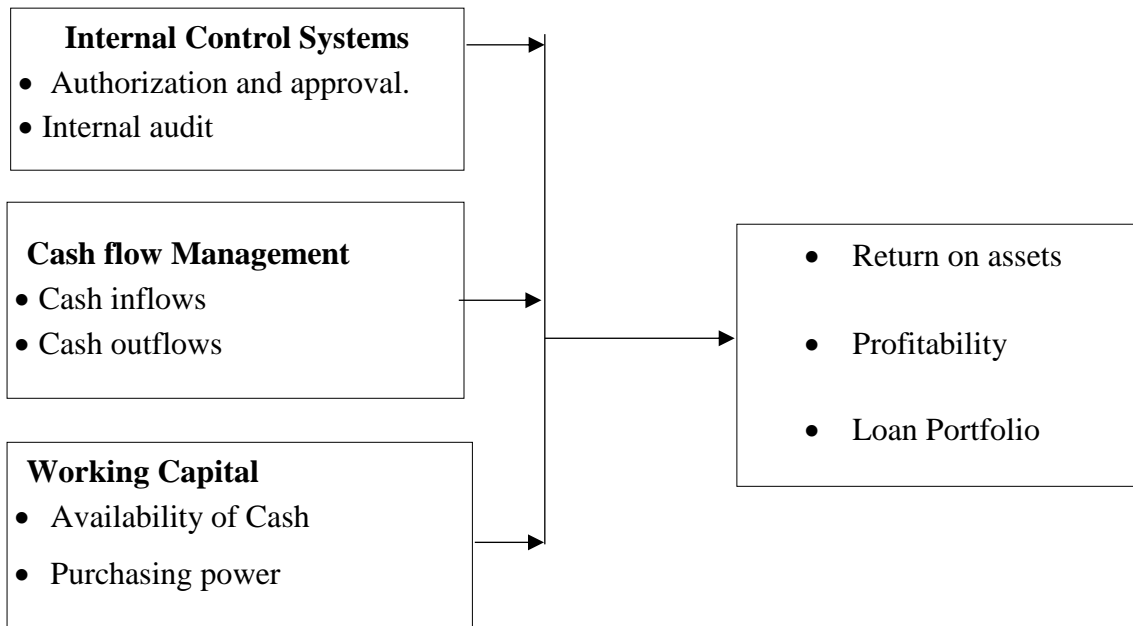 Internal Control Systems
• Authorization and approval.
• Internal audit
Cash flow Management
• Cash inflows
• Cash outflows
Working Capital
• Availability of Cash
• Purchasing power
• Return on assets
• Profitability
• Loan Portfolio